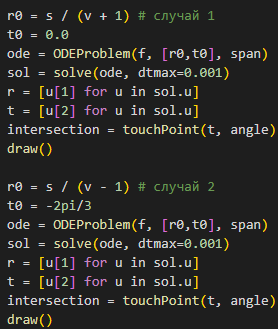 r0 = s / (v + 1) # случай 1
t0 = 0.0
ode = ODEProblem(f, [r0,t0], span)
sol = solve(ode, dtmax=0.001)
r = [u[1] for u in sol.u]
t = [u[2] for u in sol.u]
intersection = touchPoint(t, angle)
draw()

r0 = s / (v - 1) # случай 2
t0 = -2pi/3
ode = ODEProblem(f, [r0,t0], span)
sol = solve(ode, dtmax=0.001)
r = [u[1] for u in sol.u]
t = [u[2] for u in sol.u]
intersection = touchPoint(t, angle)
draw()